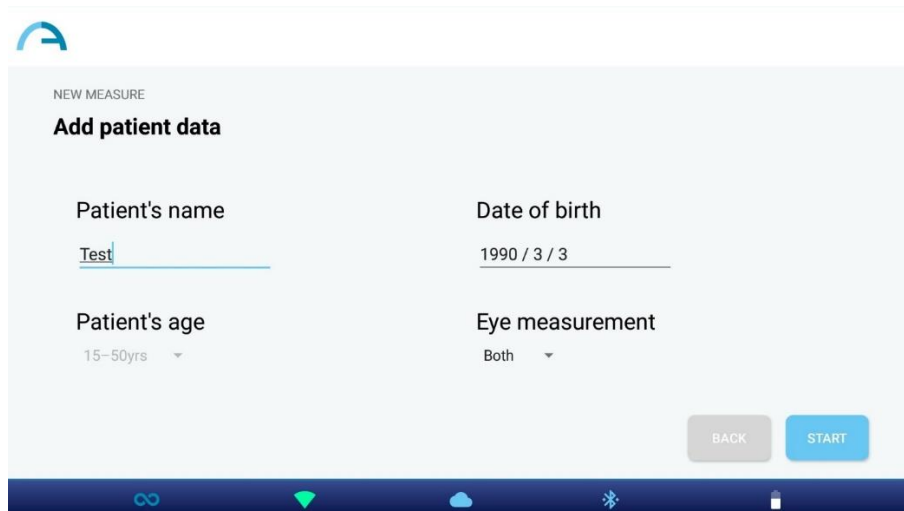 NEW MEASURE
Add patient data
Patient's name
Date of birth
Test
1990 / 3 / 3
Patient's age
Eye measurement
15–50yrs
Both
BACK
START